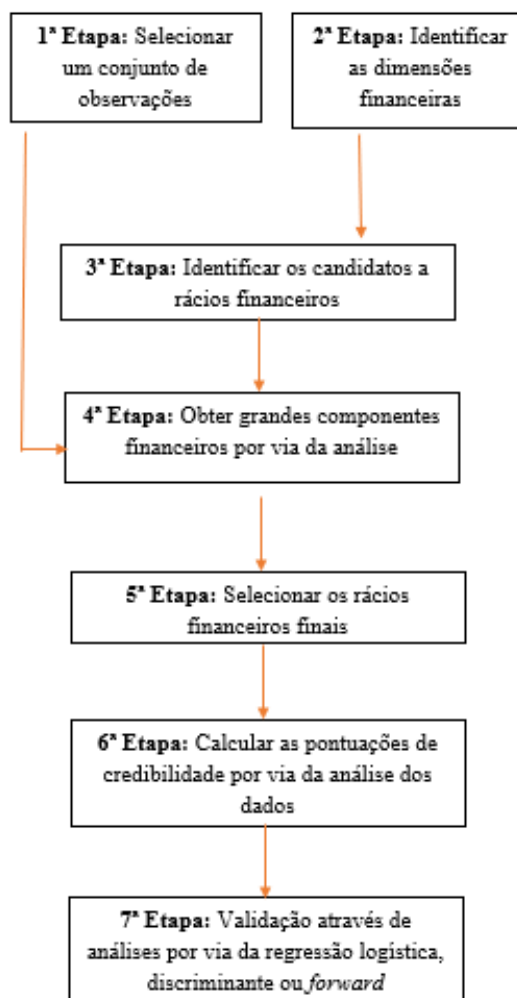 1ª Etapa: Selecionar
um conjunto de
observações
2ª Etapa: Identificar
as dimensões
financeiras
3ª Etapa: Identificar os candidatos a
rácios financeiros
4ª Etapa: Obter grandes componentes
financeiros por via da análise
5ª Etapa: Selecionar os rácios
financeiros finais
6ª Etapa: Calcular as pontuações de
credibilidade por via da análise dos
dados
7ª Etapa: Validação através de
análises por via da regressão logística,
discriminante ou forward